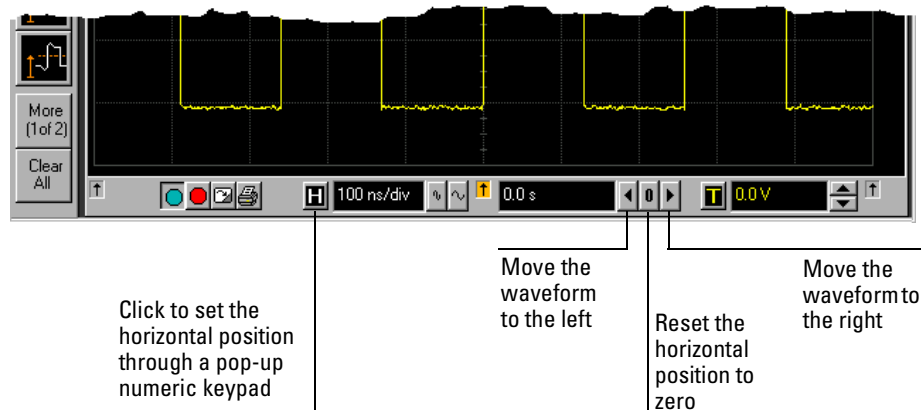 More
(1 of 2)
Clear
All
H 100 ns/div 0.0 s 0 T 0.0 V
Move the
waveform
to the left
Move the
waveform to
the right
Click to set the
horizontal position
through a pop-up
numeric keypad
Reset the
horizontal
position to
zero